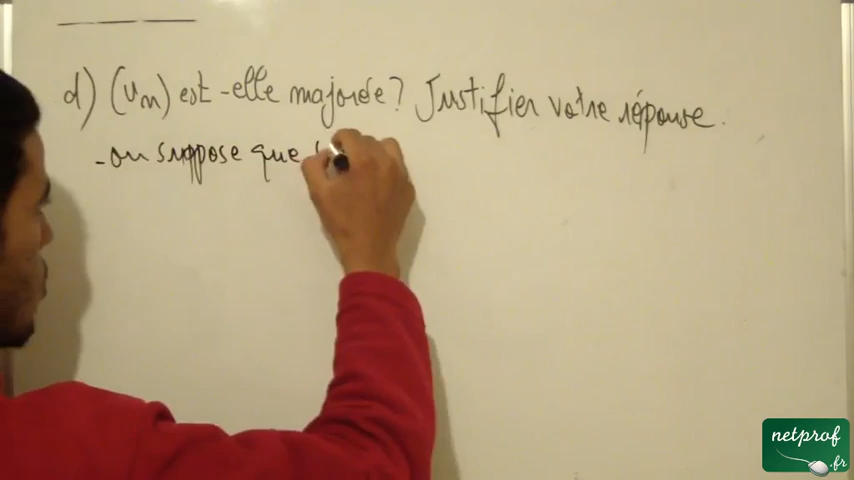 d) (un) est-elle majorée? Justifier votre réponse.
-on suppose que (
netprof
.fr